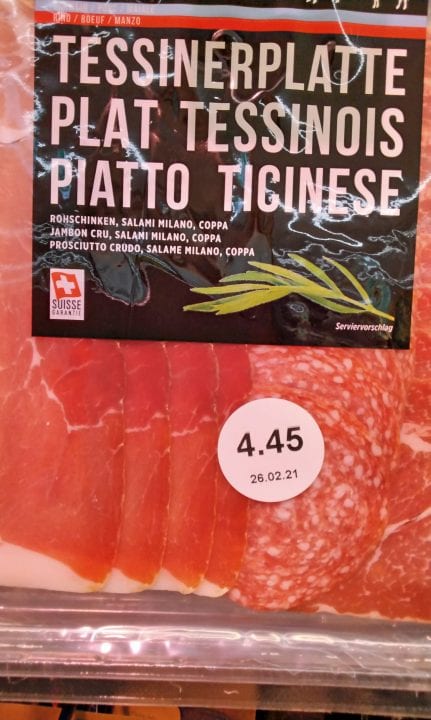 RIND / BOEUF / MANZO
TESSINERPLATTE
PLAT TESSINOIS
PIATTO TICINESE
ROHSCHINKEN, SALAMI MILANO, COPPA
JAMBON CRU, SALAMI MILANO, COPPA
PROSCIUTTO CRUDO, SALAME MILANO, COPPA
SUISSE
GARANTIE
Serviervorschlag
4.45
26.02.21